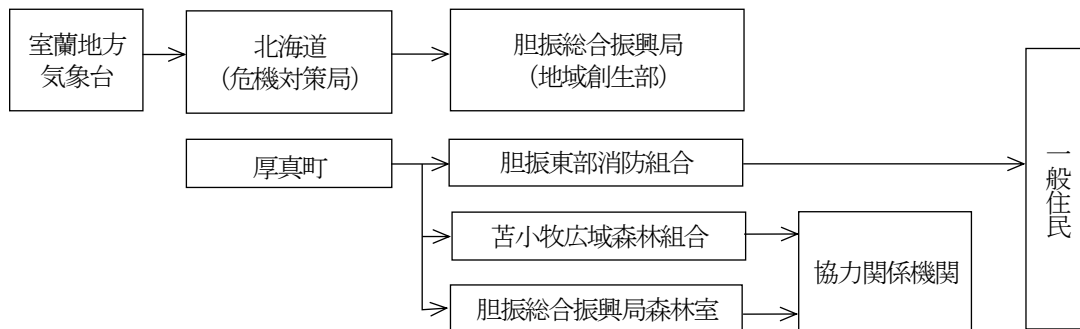 室蘭地方
気象台
北海道
（危機対策局）
胆振総合振興局
（地域創生部）
厚真町
胆振東部消防組合
一般住民
苫小牧広域森林組合
協力関係機関
胆振総合振興局森林室